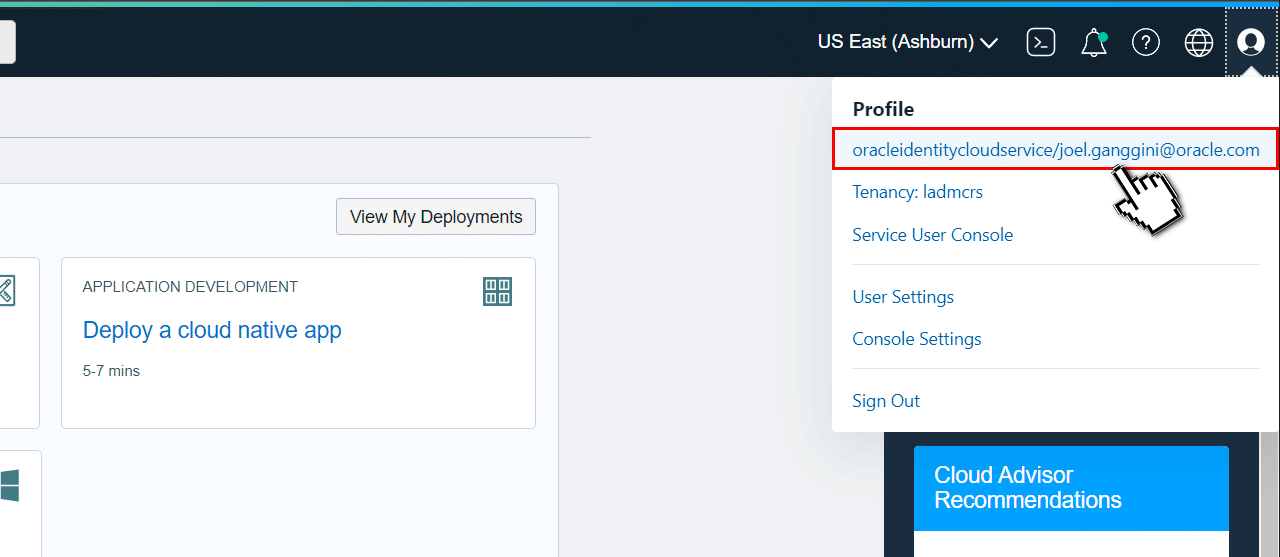 US East (Ashburn)
Profile
oracleidentitycloudservice/joel.ganggini@oracle.com
Tenancy: ladmcrs
Service User Console
User Settings
Console Settings
Sign Out
View My Deployments
APPLICATION DEVELOPMENT
Deploy a cloud native app
5-7 mins
Cloud Advisor
Recommendations